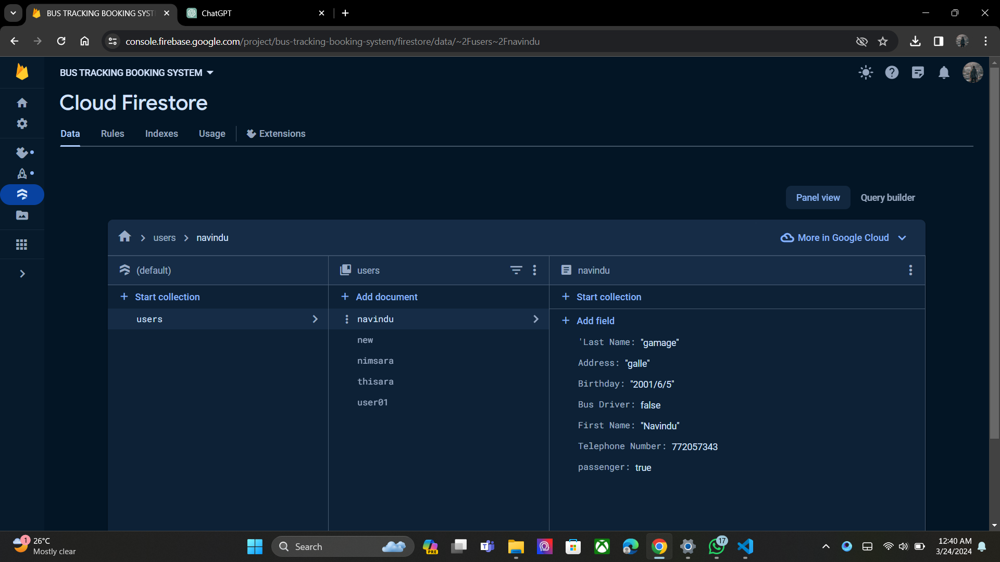 BUS TRACKING BOOKING SYST
ChatGPT
console.firebase.google.com/project/bus-tracking-booking-system/firestore/data/~2Fusers~2Fnavindu
BUS TRACKING BOOKING SYSTEM
Cloud Firestore
Data Rules Indexes Usage Extensions
Panel view Query builder
users navindu
More in Google Cloud
(default) users navindu
+ Start collection + Add document + Start collection
users navindu + Add field
new
nimsara
thisara
user01
'Last Name: "gamage"
Address: "galle"
Birthday: "2001/6/5"
Bus Driver: false
First Name: "Navindu"
Telephone Number: 772057343
passenger: true
1
26°C
Mostly clear
Search
PRE
17
12:40 AM
3/24/2024